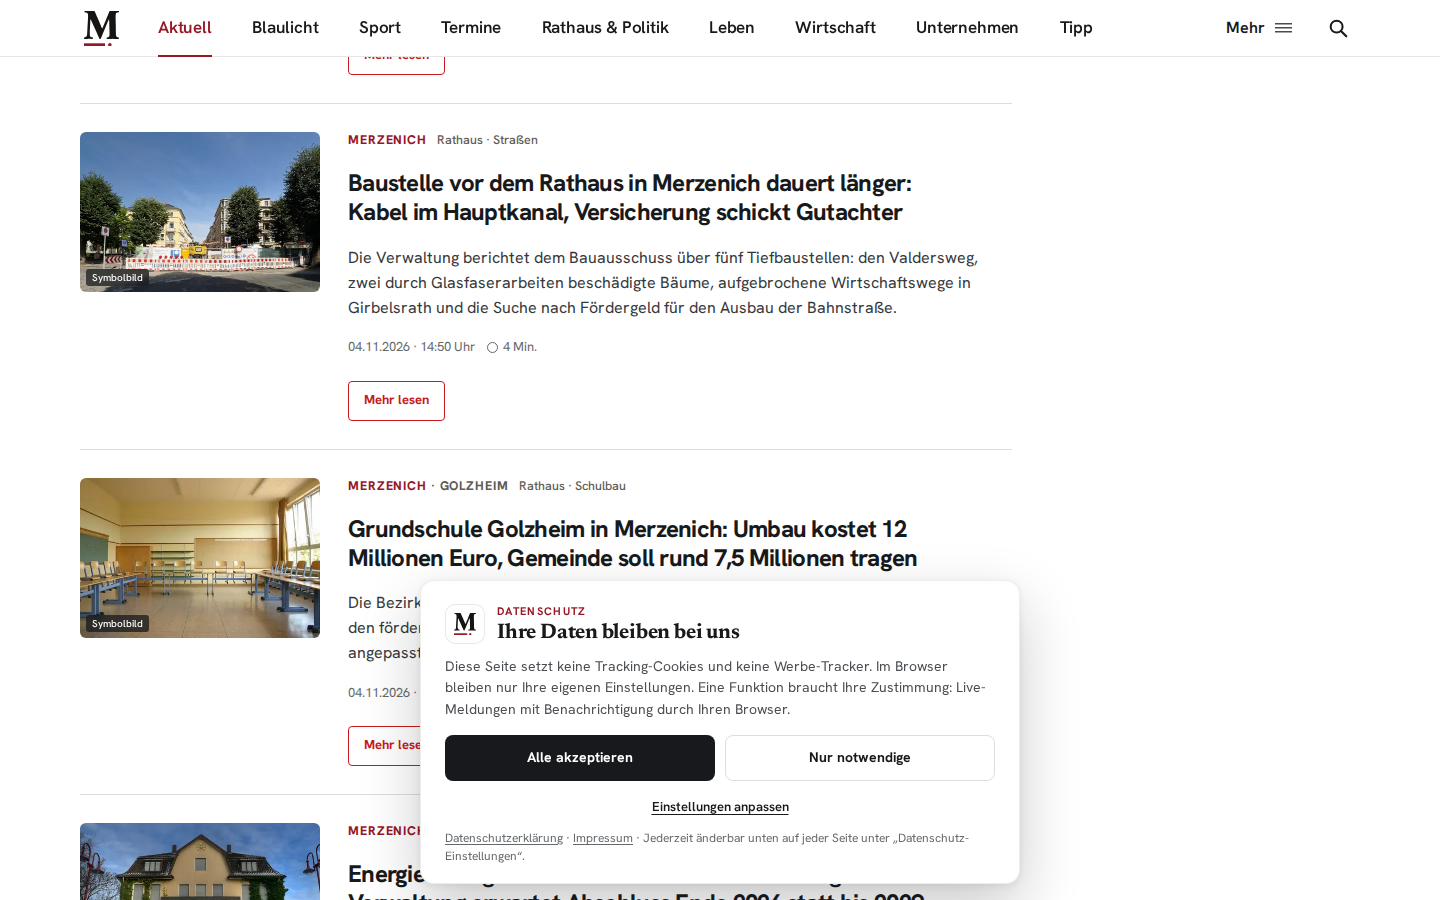 M Aktuell Blaulicht Sport Termine Rathaus & Politik Leben Wirtschaft Unternehmen Tipp Mehr
Mehr lesen
MERZENICH Rathaus · Straßen
Baustelle vor dem Rathaus in Merzenich dauert länger:
Kabel im Hauptkanal, Versicherung schickt Gutachter
Die Verwaltung berichtet dem Bauausschuss über fünf Tiefbaustellen: den Valdersweg,
zwei durch Glasfaserarbeiten beschädigte Bäume, aufgebrochene Wirtschaftswege in
Girbelsrath und die Suche nach Fördergeld für den Ausbau der Bahnstraße.
Symbolbild
04.11.2026 · 14:50 Uhr 4 Min.
Mehr lesen
MERZENICH · GOLZHEIM Rathaus · Schulbau
Grundschule Golzheim in Merzenich: Umbau kostet 12
Millionen Euro, Gemeinde soll rund 7,5 Millionen tragen
Die Bezirk
den förder
angepasst
Symbolbild
04.11.2026 ·
Mehr lese
M DATENSCHUTZ
Ihre Daten bleiben bei uns
Diese Seite setzt keine Tracking-Cookies und keine Werbe-Tracker. Im Browser
bleiben nur Ihre eigenen Einstellungen. Eine Funktion braucht Ihre Zustimmung: Live-
Meldungen mit Benachrichtigung durch Ihren Browser.
Alle akzeptieren Nur notwendige
Einstellungen anpassen
Datenschutzerklärung · Impressum · Jederzeit änderbar unten auf jeder Seite unter „Datenschutz-
Einstellungen“.
MERZENICH
Energie